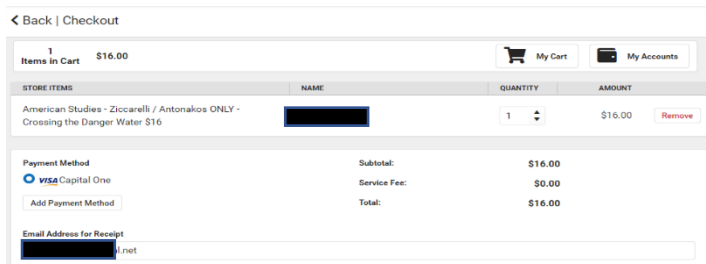 Back | Checkout
1
Items in Cart
$16.00
My Cart
My Accounts
STORE ITEMS NAME QUANTITY AMOUNT
American Studies - Ziccarelli / Antonakos ONLY -
Crossing the Danger Water $16
1
$16.00
Remove
Payment Method
VISA Capital One
Add Payment Method
Subtotal: $16.00
Service Fee: $0.00
Total: $16.00
Email Address for Receipt
l.net